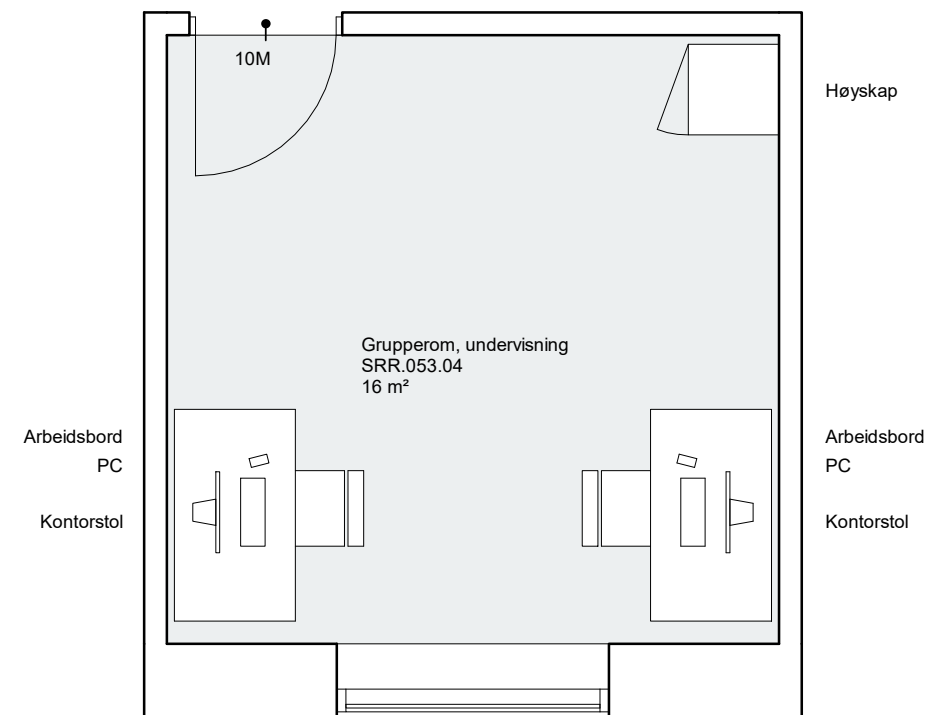 10M
Høyskap
Grupperom, undervisning
SRR.053.04
16 m²
Arbeidsbord
PC
Kontorstol
Arbeidsbord
PC
Kontorstol